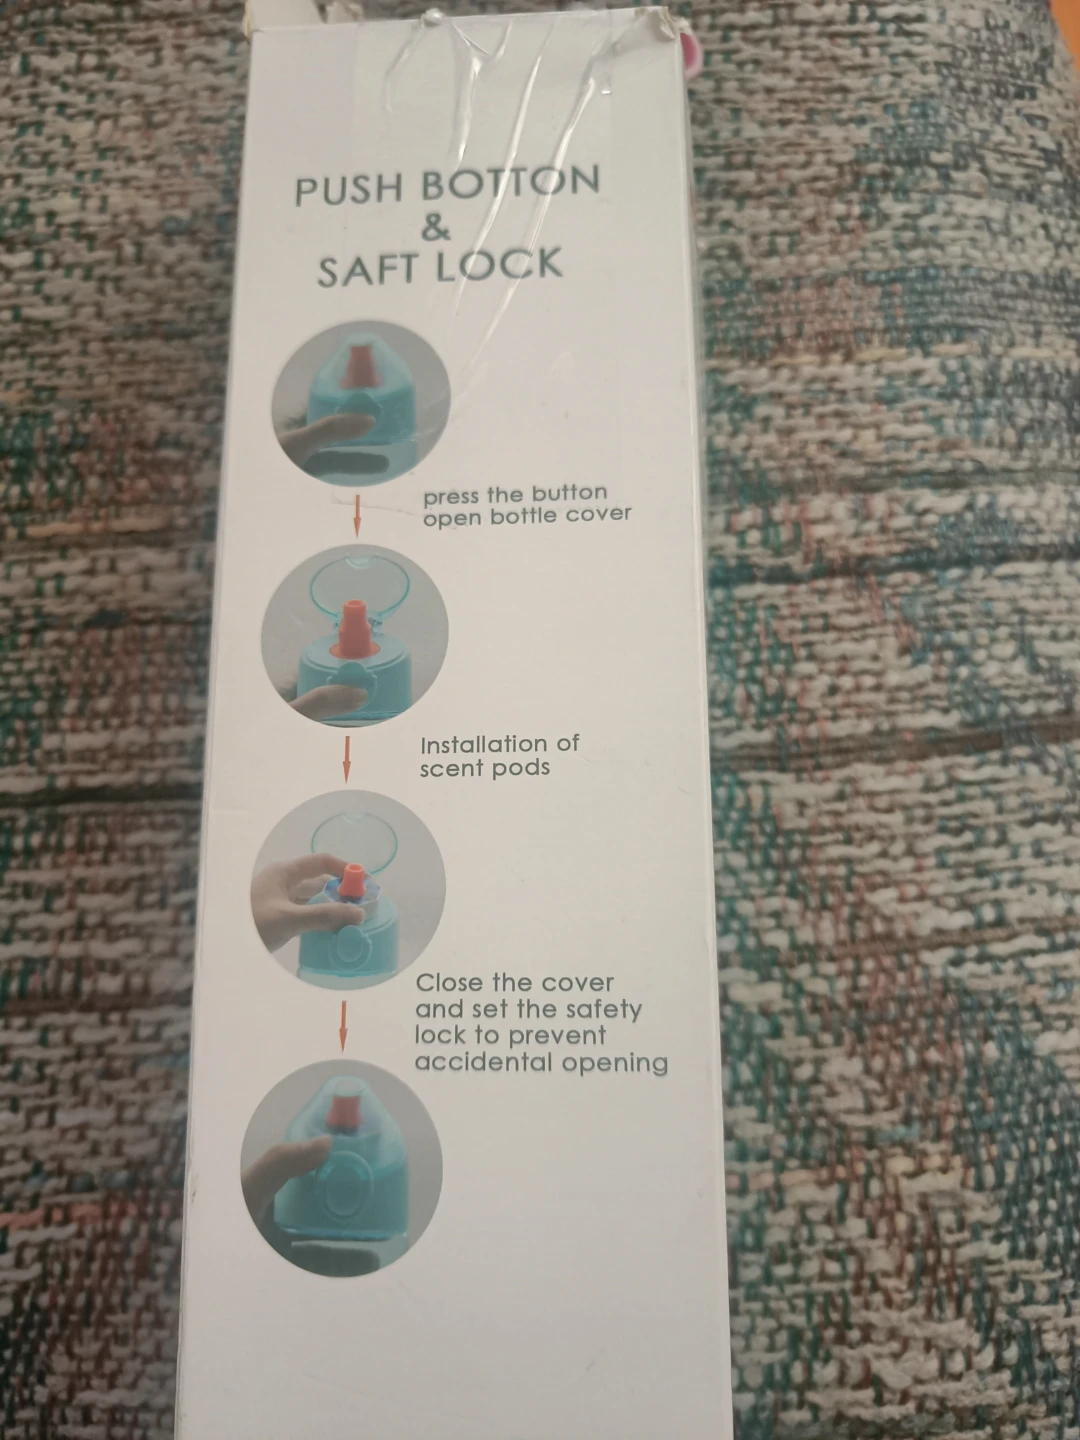 PUSH BOTTON
&
SAFT LOCK
press the button
open bottle cover
Installation of
scent pods
Close the cover
and set the safety
lock to prevent
accidental opening